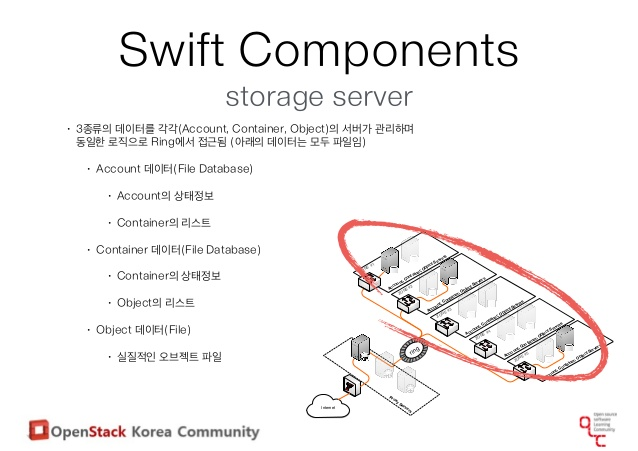 Swift Components
storage server
• 3종류의 데이터를 각각(Account, Container, Object)의 서버가 관리하며
동일한 로직으로 Ring에서 접근됨 (아래의 데이터는 모두 파일임)
• Account 데이터(File Database)
• Account의 상태정보
• Container의 리스트
• Container 데이터(File Database)
• Container의 상태정보
• Object의 리스트
• Object 데이터(File)
• 실질적인 오브젝트 파일
ring
Internet
OpenStack Korea Community
Open source
Software
Learning
Community